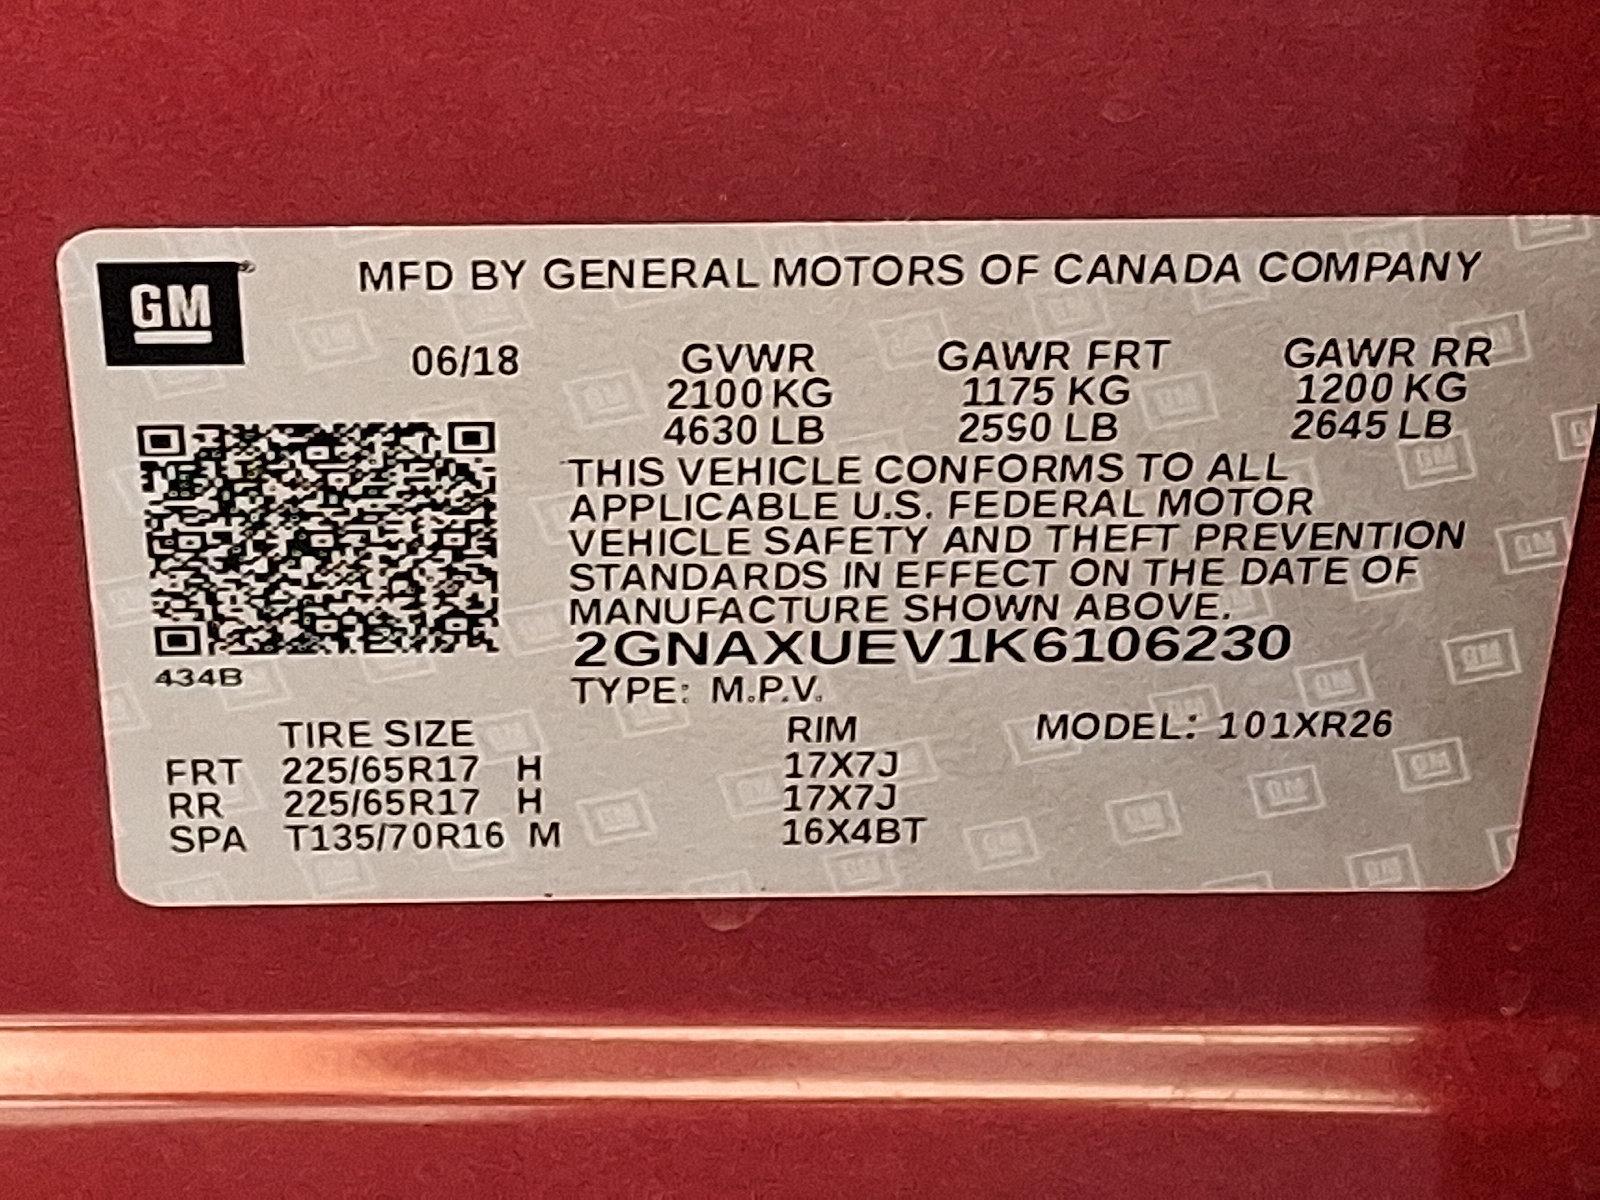 GM
MFD BY GENERAL MOTORS OF CANADA COMPANY
06/18 GVWR GAWR FRT GAWR RR
2100 KG 1175 KG 1200 KG
4630 LB 2590 LB 2645 LB
THIS VEHICLE CONFORMS TO ALL
APPLICABLE U.S. FEDERAL MOTOR
VEHICLE SAFETY AND THEFT PREVENTION
STANDARDS IN EFFECT ON THE DATE OF
MANUFACTURE SHOWN ABOVE.
2GNAXUEV1K6106230
434B
TYPE: M.P.V.
TIRE SIZE RIM MODEL: 101XR26
FRT 225/65R17 H 17X7J
RR 225/65R17 H 17X7J
SPA T135/70R16 M 16X4BT